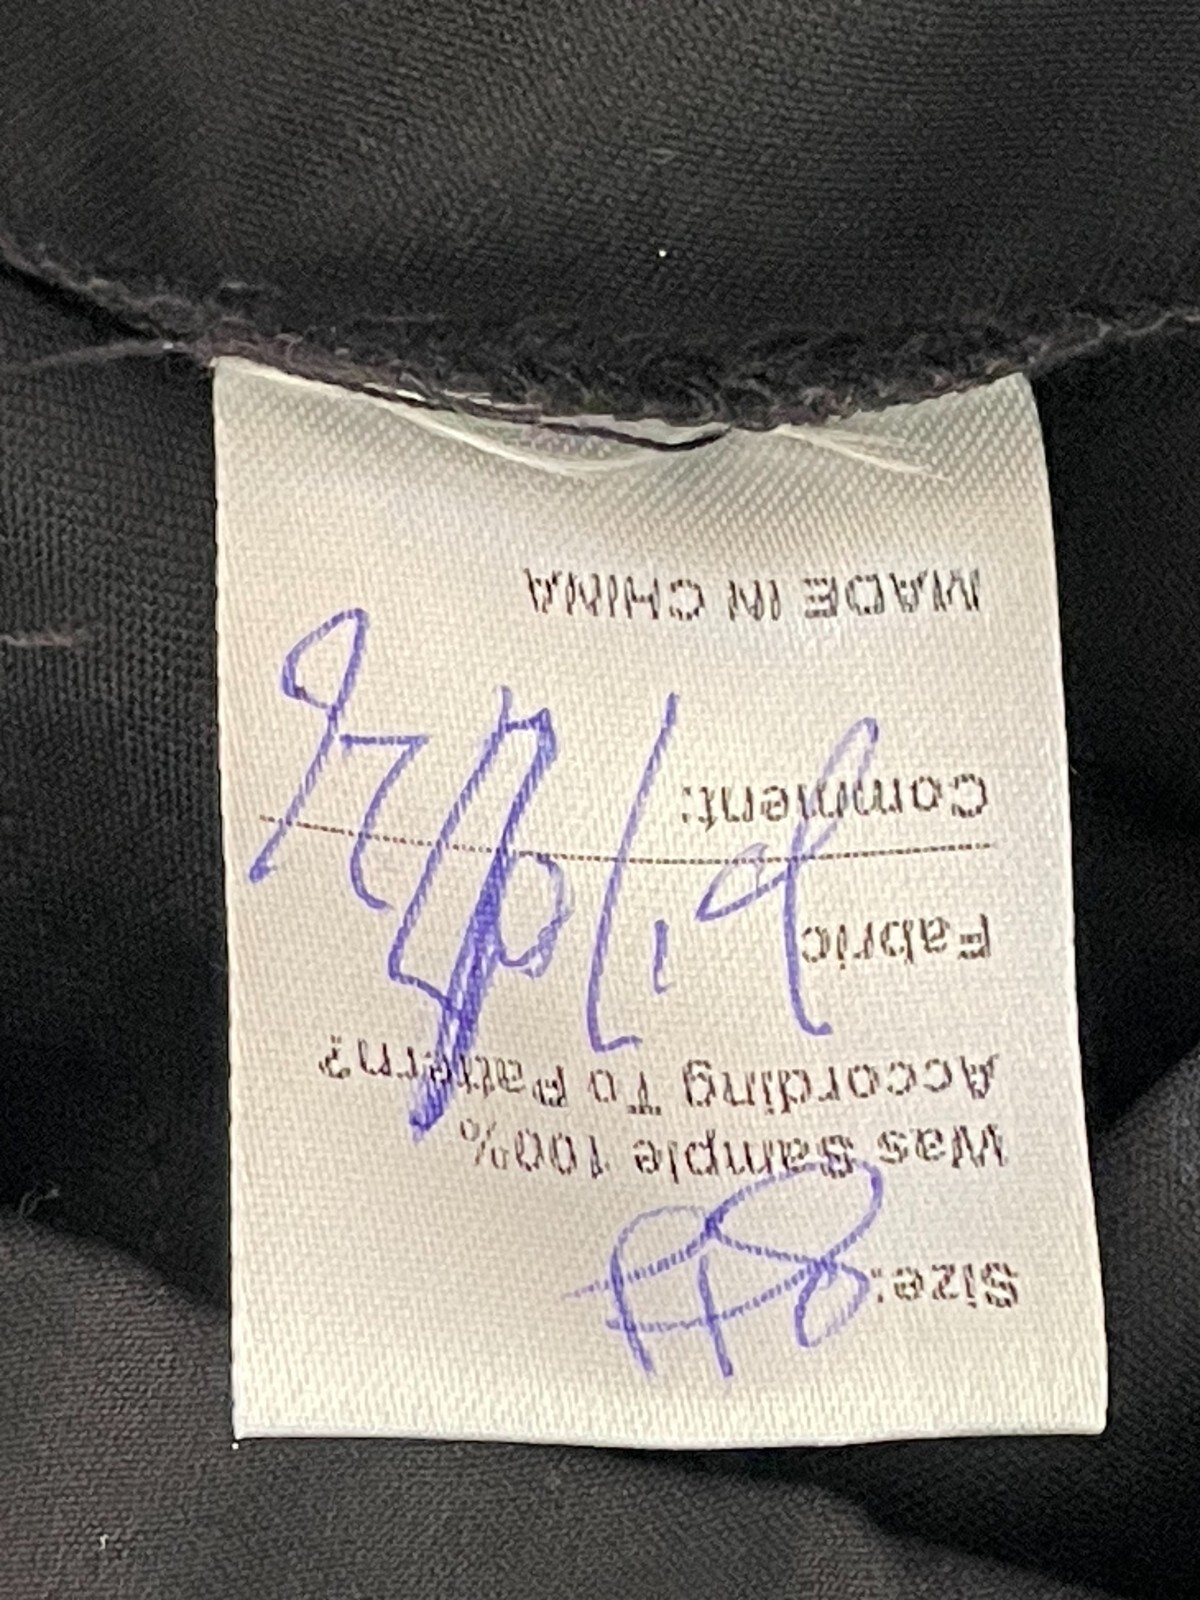 Size:
Was Sample 100%
According To Pattern?
Fabric
Comment:
MADE IN CHINA